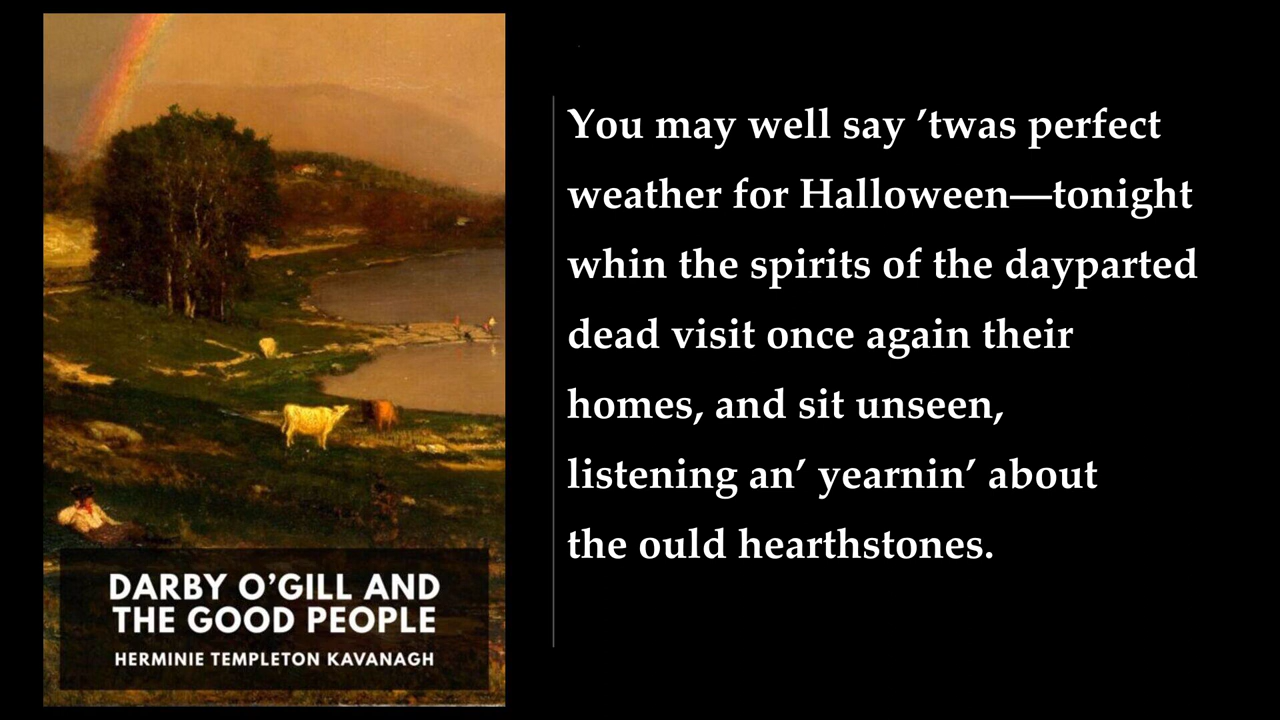 DARBY O’GILL AND
THE GOOD PEOPLE
HERMINIE TEMPLETON KAVANAGH
You may well say ’twas perfect
weather for Halloween—tonight
whin the spirits of the dayparted
dead visit once again their
homes, and sit unseen,
listening an’ yearnin’ about
the ould hearthstones.